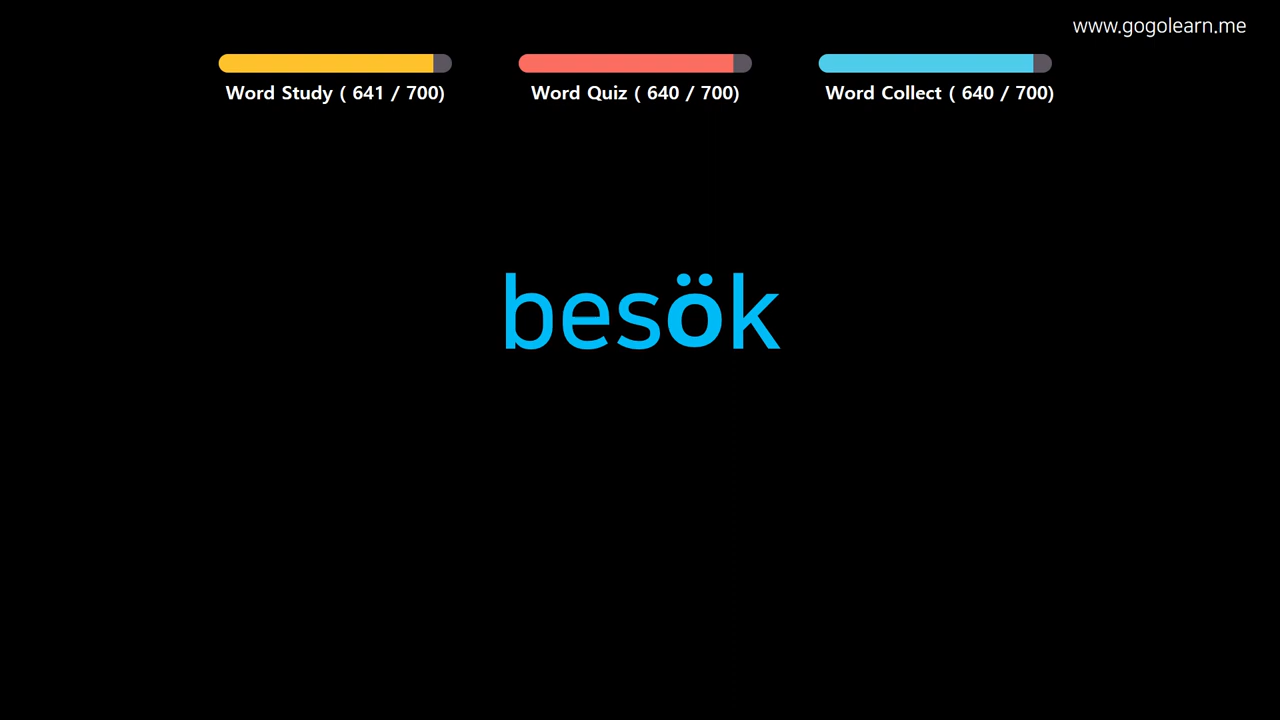 www.gogolearn.me
Word Study ( 641 / 700)
Word Quiz ( 640 / 700)
Word Collect ( 640 / 700)
besök